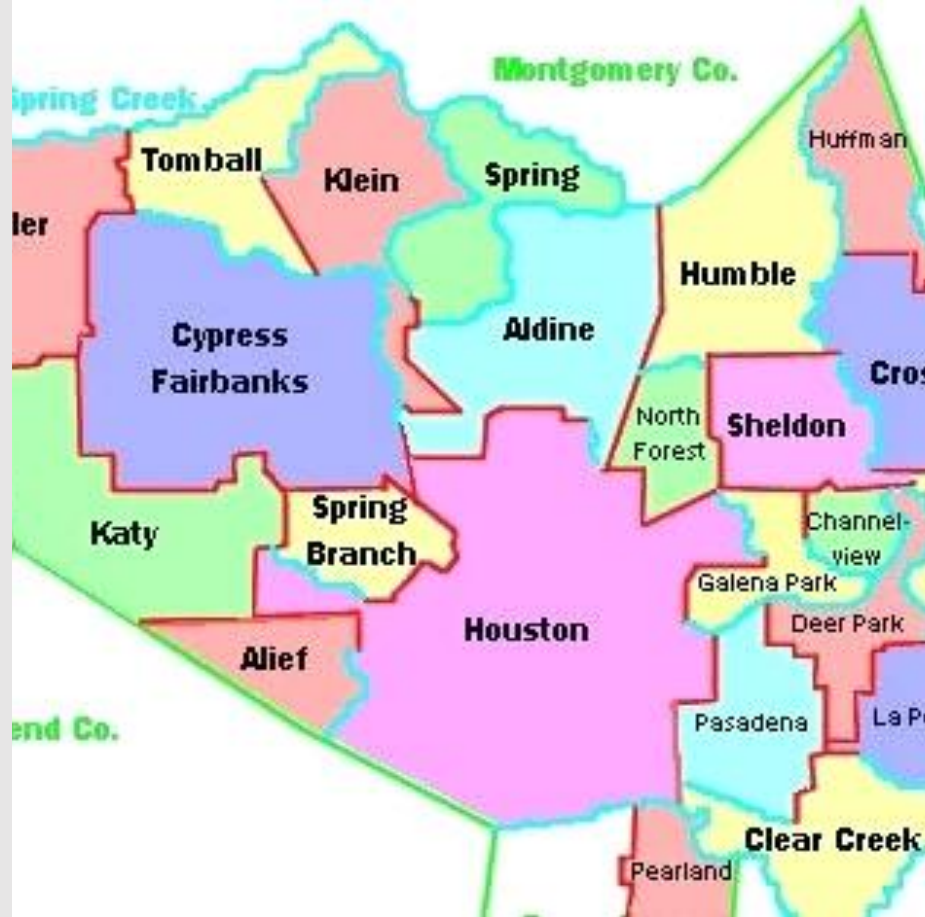 Montgomery Co.
Spring Creek
Huffman
Tomball
Klein
Spring
ler
Humble
Cypress
Fairbanks
Aldine
Cros
North
Forest
Sheldon
Spring
Branch
Katy
Channel-
view
Galena Park
Houston
Deer Park
Alief
end Co.
Pasadena
La P
Clear Creek
Pearland